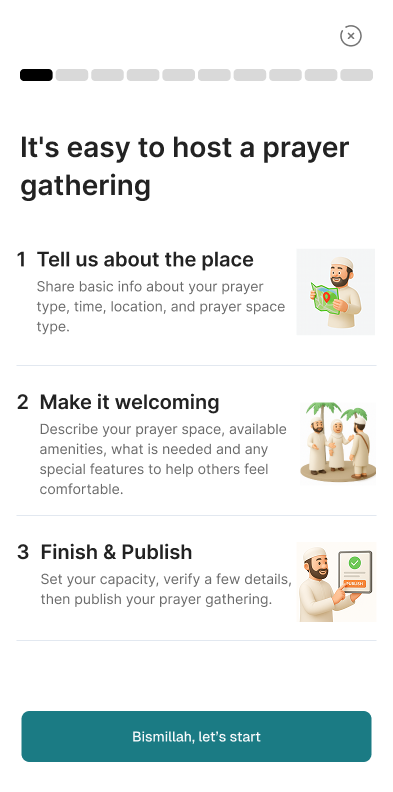 It's easy to host a prayer
gathering
1 Tell us about the place
Share basic info about your prayer
type, time, location, and prayer space
type.
2 Make it welcoming
Describe your prayer space, available
amenities, what is needed and any
special features to help others feel
comfortable.
3 Finish & Publish
Set your capacity, verify a few details,
then publish your prayer gathering.
PUBLISH
Bismillah, let's start